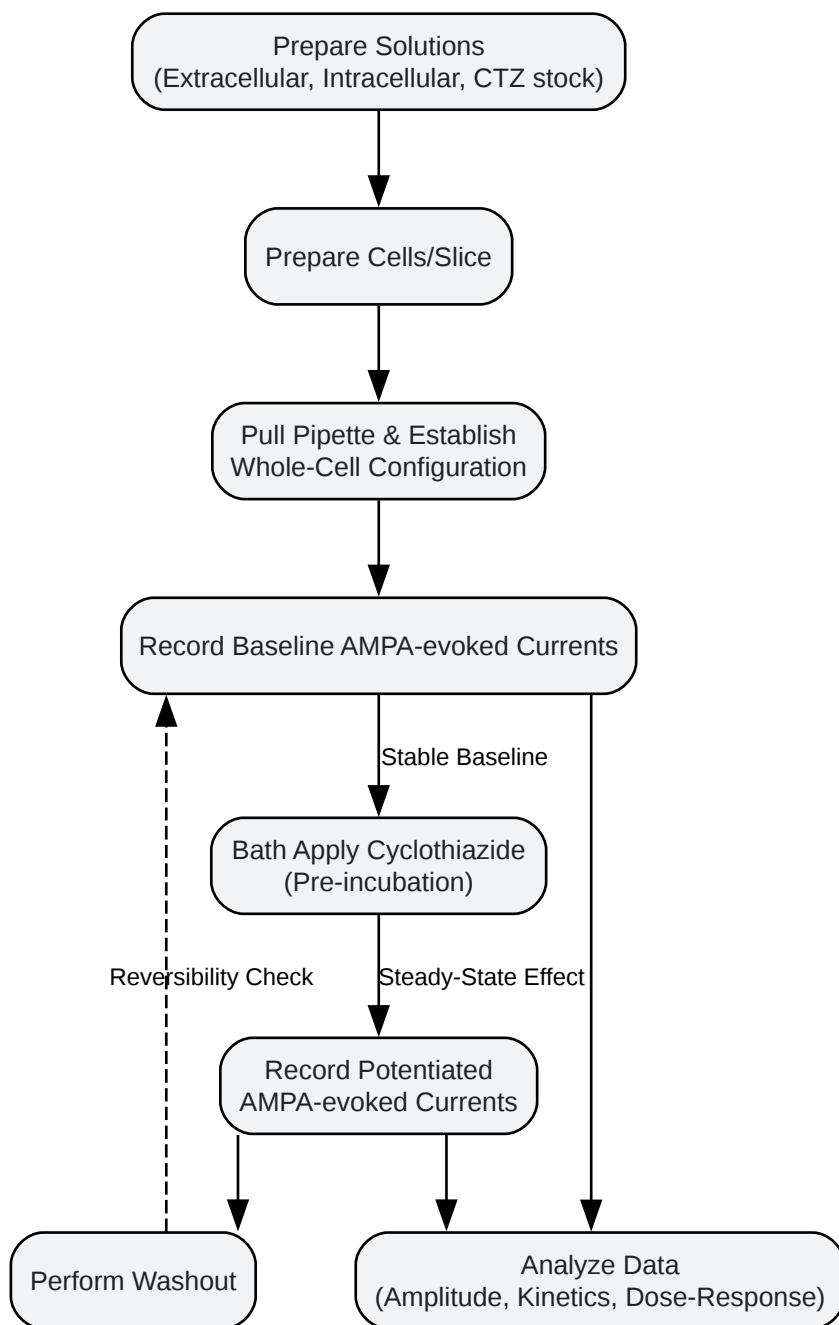 Prepare Solutions
(Extracellular, Intracellular, CTZ stock)
Prepare Cells/Slice
Pull Pipette & Establish
Whole-Cell Configuration
Record Baseline AMPA-evoked Currents
Stable Baseline
Bath Apply Cyclothiazide
(Pre-incubation)
Reversibility Check
Steady-State Effect
Record Potentiated
AMPA-evoked Currents
Perform Washout
Analyze Data
(Amplitude, Kinetics, Dose-Response)